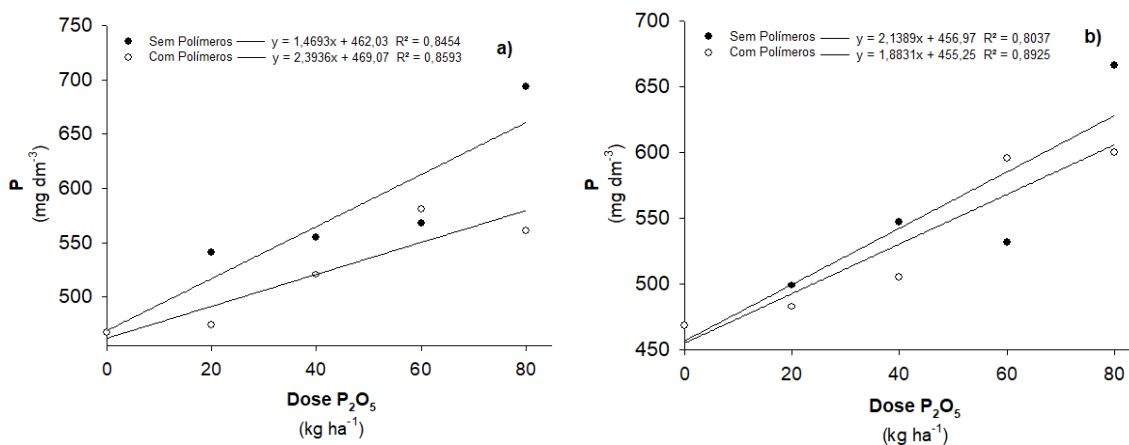 750
700
650
600
550
500
P
(mg dm⁻³)
Sem Polímeros y = 1,4693x + 462,03 R² = 0,8454
Com Polímeros y = 2,3936x + 469,07 R² = 0,8593
a)
0 20 40 60 80
Dose P₂O₅
(kg ha⁻¹)
700
650
600
550
500
450
P
(mg dm⁻³)
Sem Polímeros y = 2,1389x + 456,97 R² = 0,8037
Com Polímeros y = 1,8831x + 455,25 R² = 0,8925
b)
0 20 40 60 80
Dose P₂O₅
(kg ha⁻¹)